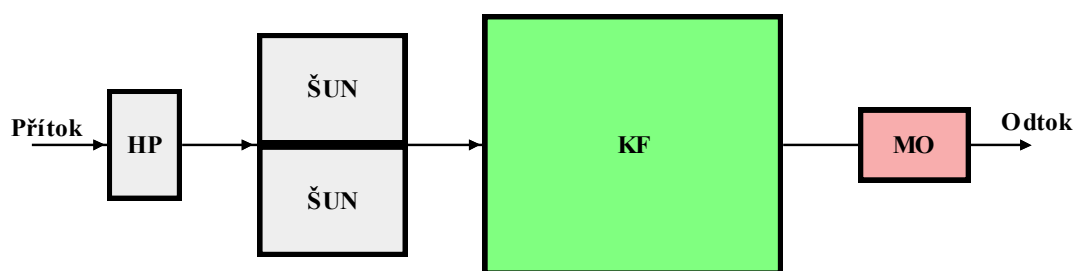 Přítok
HP
ŠUN
ŠUN
KF
MO
Odtok